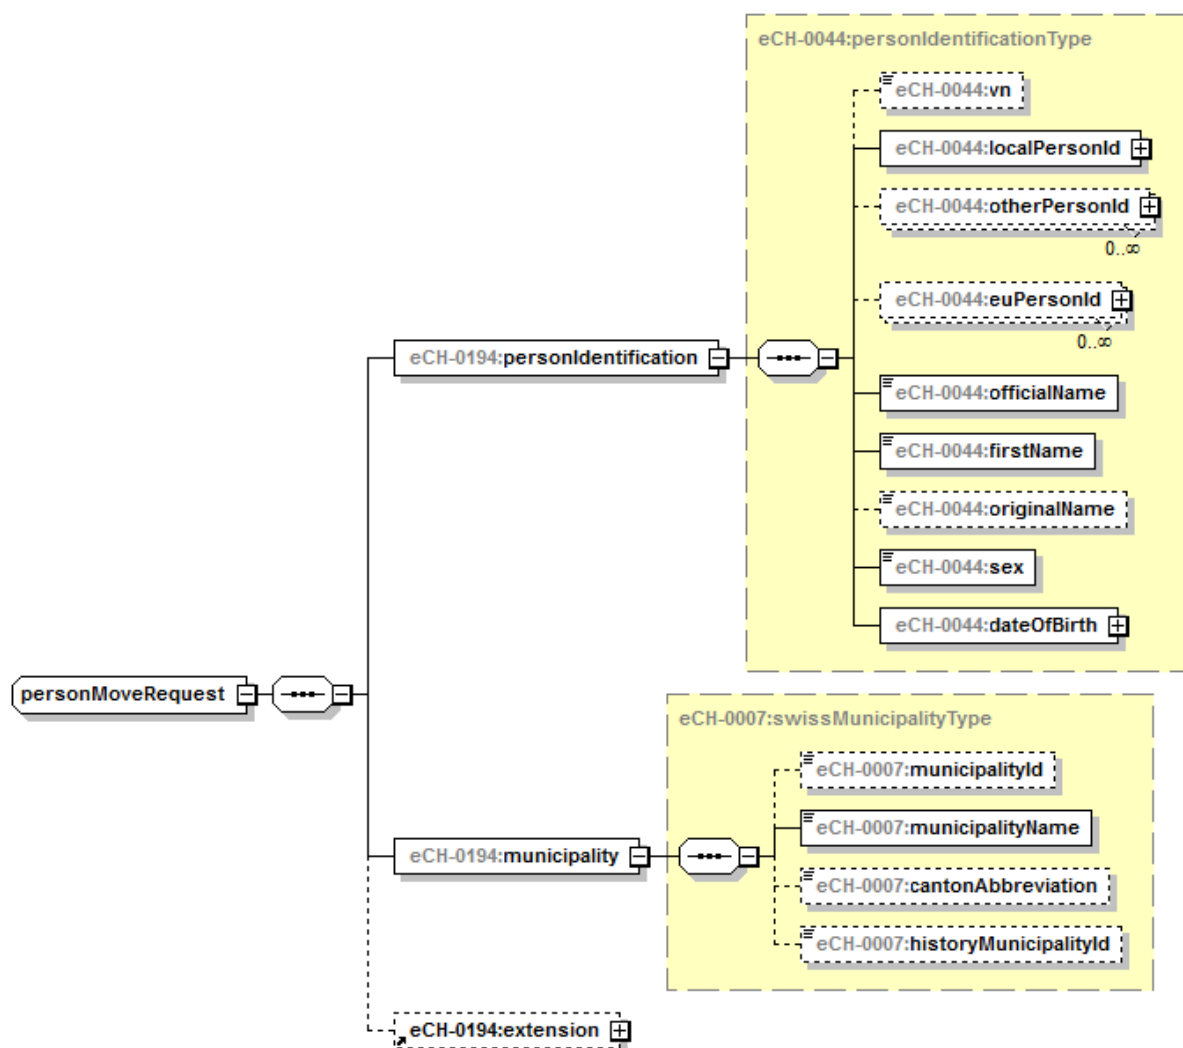 eCH-0044:personIdentificationType
eCH-0044:vn
eCH-0044:localPersonId
eCH-0044:otherPersonId
0..∞
eCH-0044:euPersonId
0..∞
eCH-0194:personIdentification
eCH-0044:officialName
eCH-0044:firstName
eCH-0044:originalName
eCH-0044:sex
eCH-0044:dateOfBirth
personMoveRequest
eCH-0007:swissMunicipalityType
eCH-0007:municipalityId
eCH-0007:municipalityName
eCH-0194:municipality
eCH-0007:cantonAbbreviation
eCH-0007:historyMunicipalityId
eCH-0194:extension